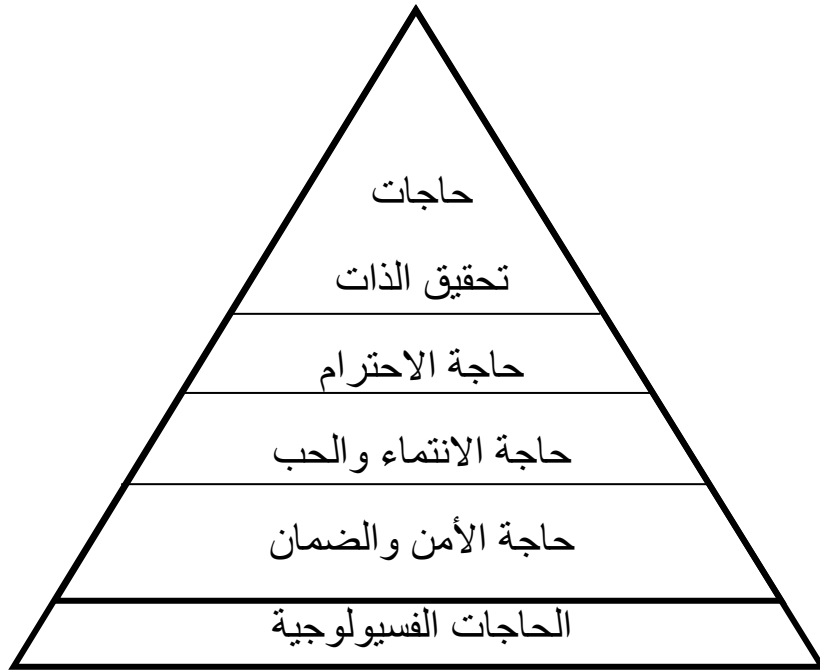 حاجات
تحقيق الذات
حاجة الاحترام
حاجة الانتماء والحب
حاجة الأمن والضمان
الحاجات الفسيولوجية